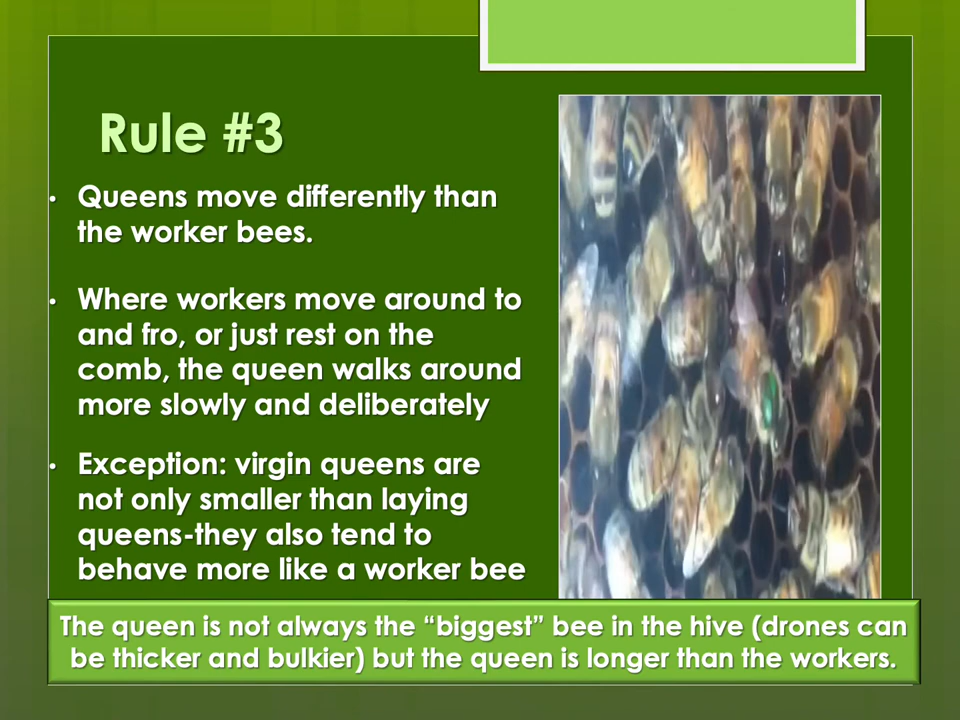 Rule #3
• Queens move differently than
the worker bees.
• Where workers move around to
and fro, or just rest on the
comb, the queen walks around
more slowly and deliberately
• Exception: virgin queens are
not only smaller than laying
queens-they also tend to
behave more like a worker bee
The queen is not always the “biggest” bee in the hive (drones can
be thicker and bulkier) but the queen is longer than the workers.